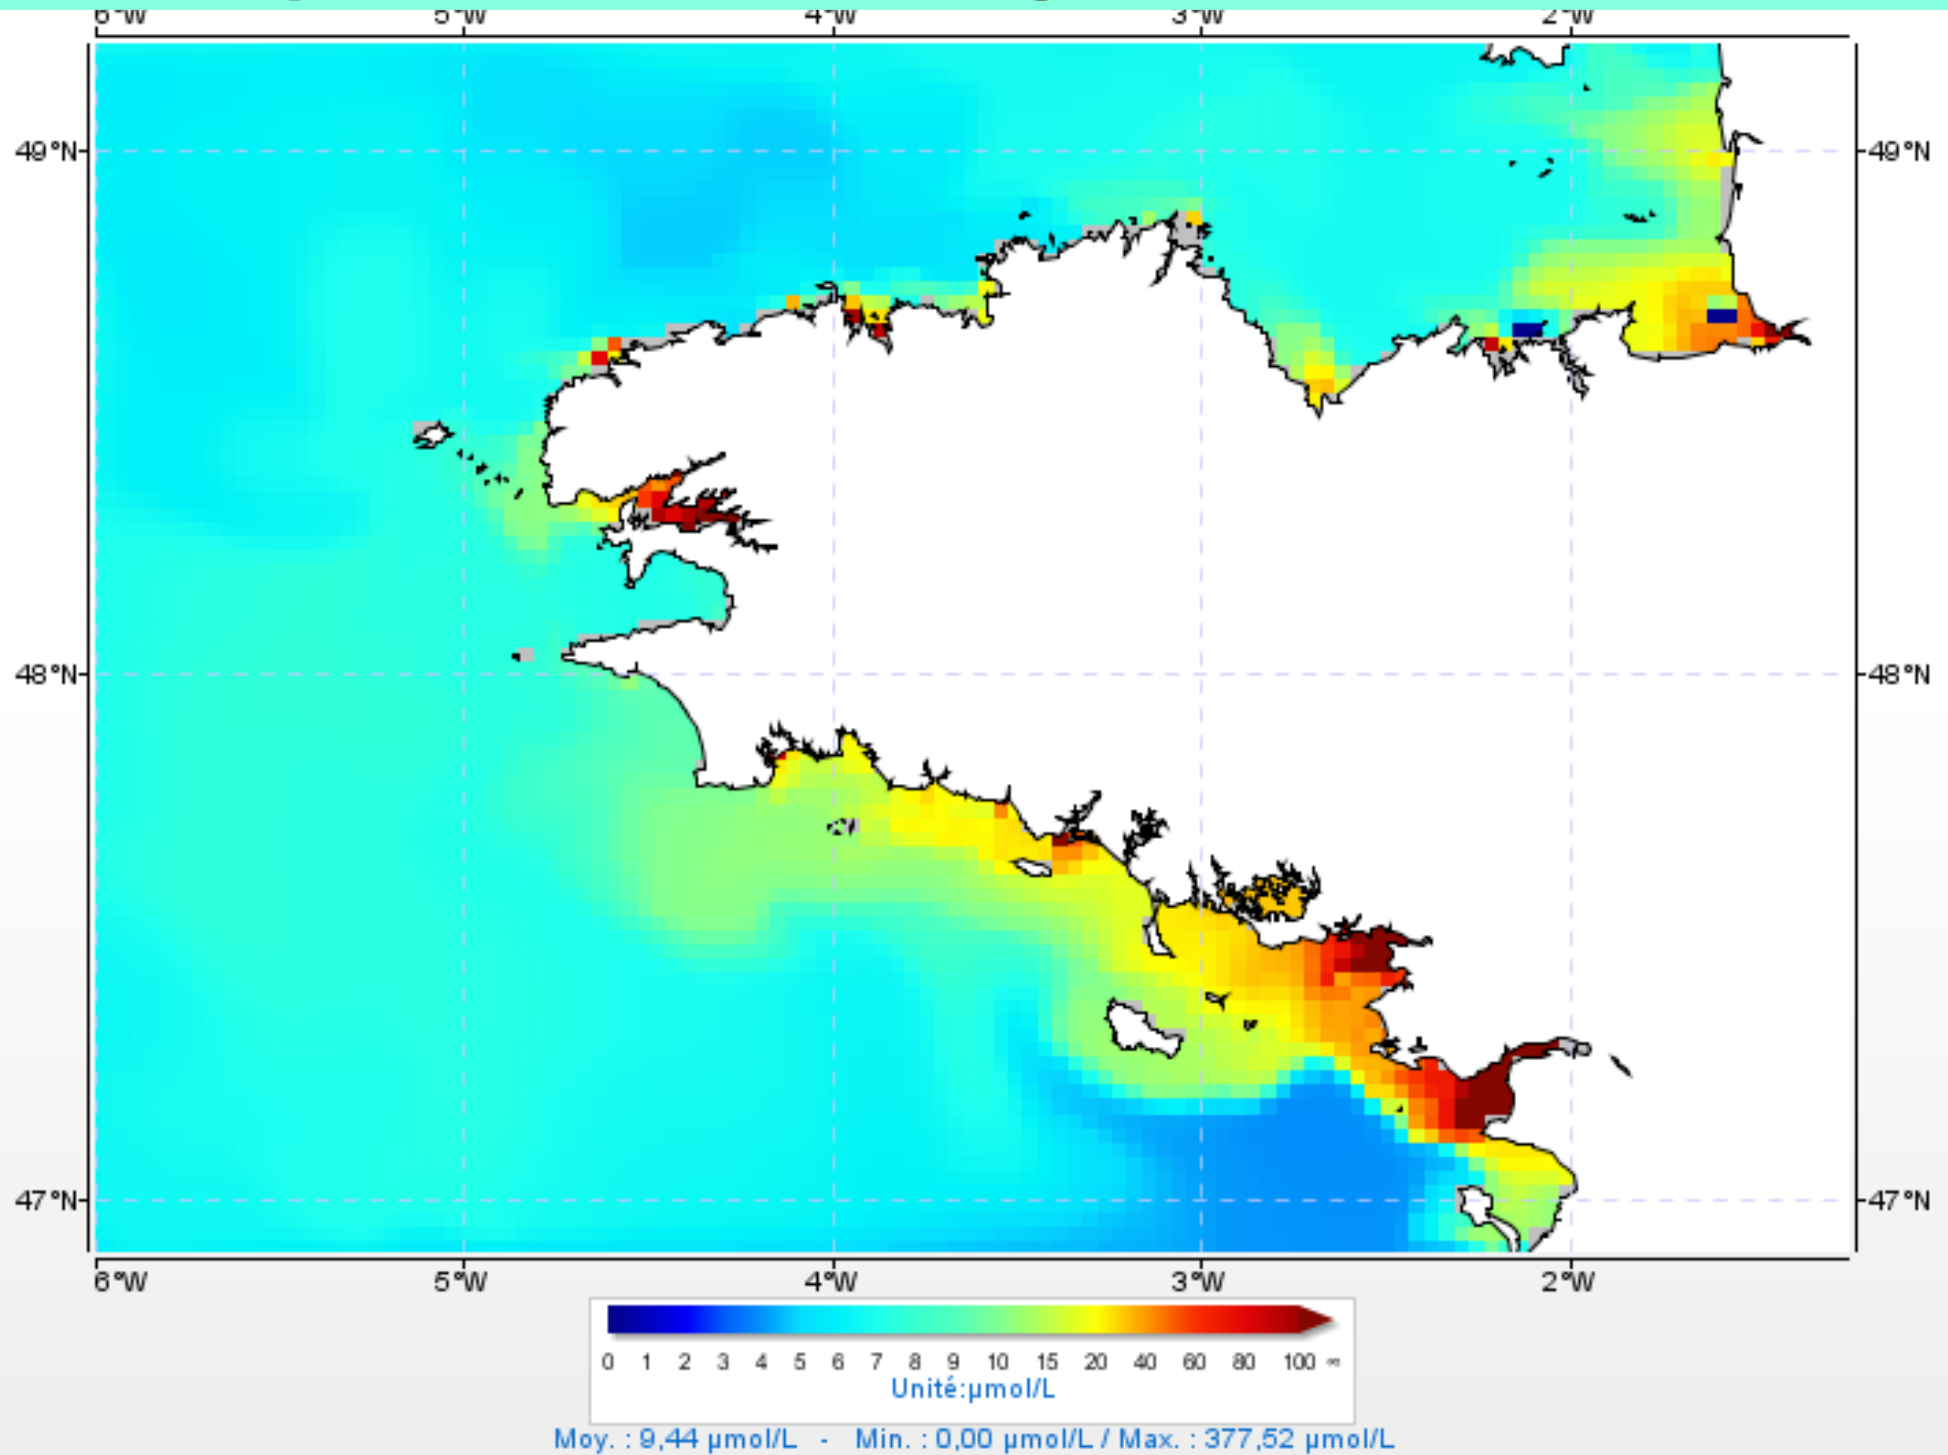 6°W 5°W 4°W 3°W 2°W
49°N 49°N
48°N 48°N
47°N 47°N
6°W 5°W 4°W 3°W 2°W
0 1 2 3 4 5 6 7 8 9 10 15 20 40 60 80 100 ∞
Unité:µmol/L
Moy. : 9,44 µmol/L - Min. : 0,00 µmol/L / Max. : 377,52 µmol/L